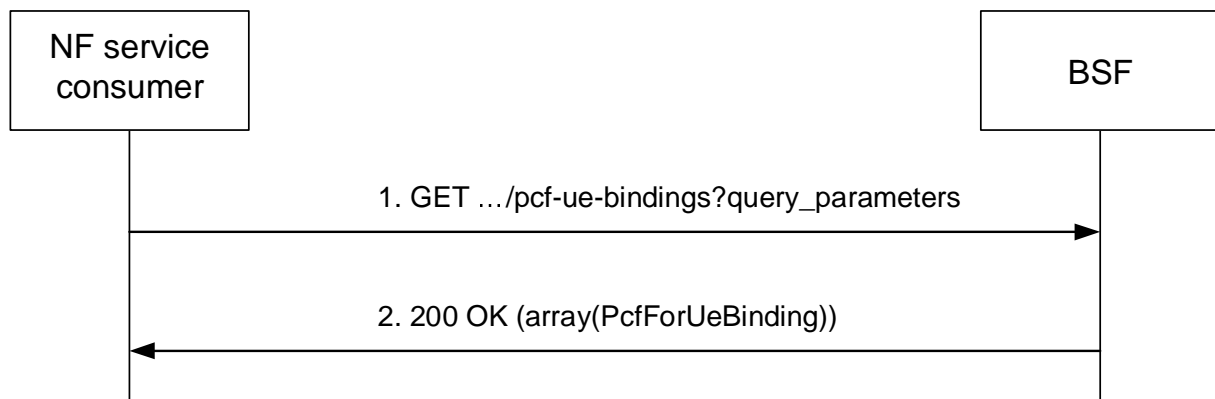 NF service
consumer
BSF
1. GET …/pcf-ue-bindings?query_parameters
2. 200 OK (array(PcfForUeBinding))